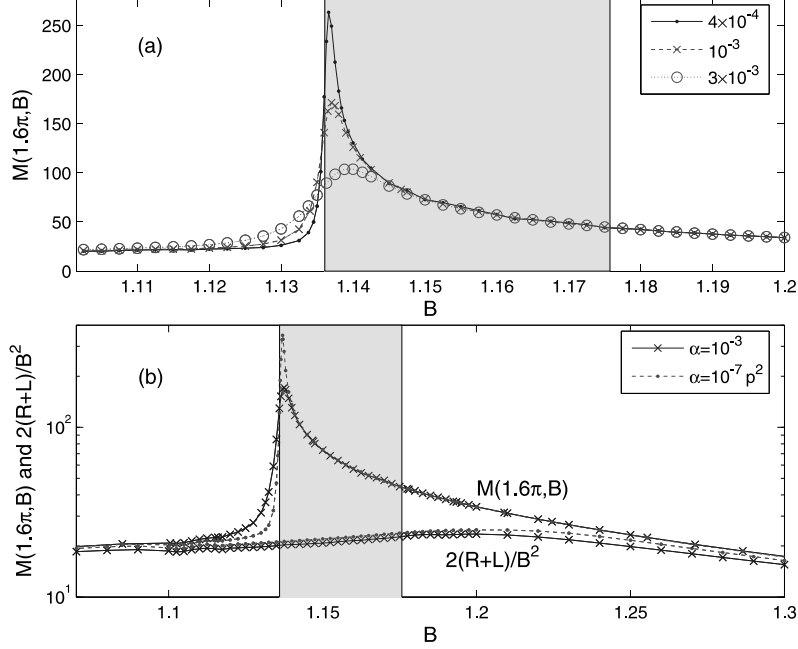 (a)
M(1.6π,B)
250
200
150
100
50
0
4×10⁻⁴
10⁻³
3×10⁻³
1.11 1.12 1.13 1.14 1.15 1.16 1.17 1.18 1.19 1.2
B
(b)
M(1.6π,B) and 2(R+L)/B²
10²
10¹
α=10⁻³
α=10⁻⁷ p²
M(1.6π,B)
2(R+L)/B²
1.1 1.15 1.2 1.25 1.3
B